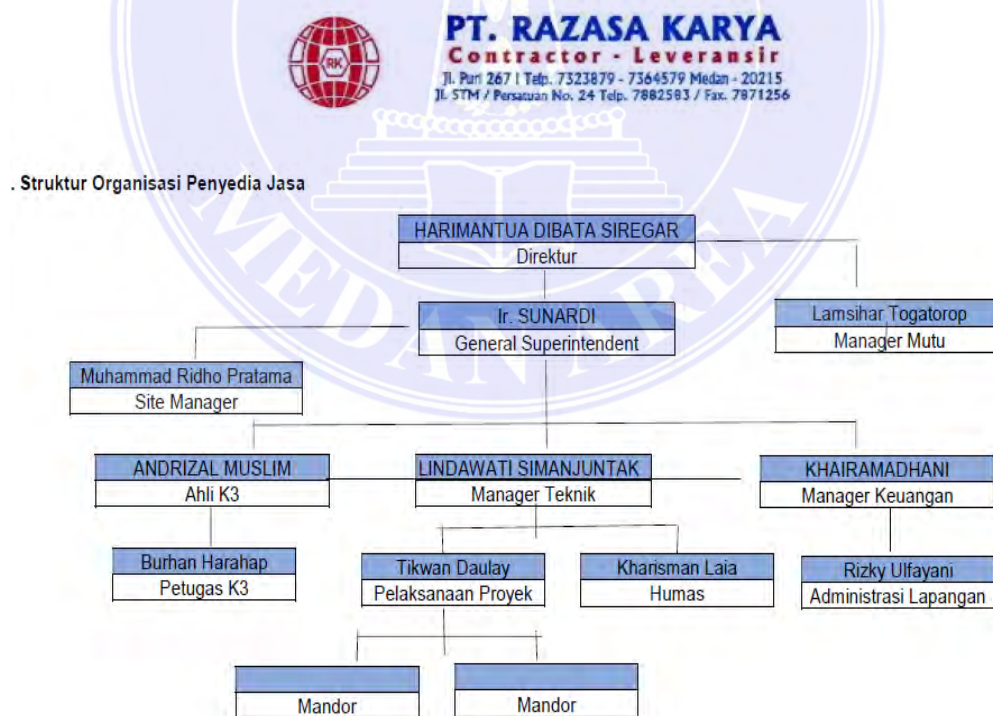 RK
PT. RAZASA KARYA
Contractor - Leveransir
Jl. Puri 267 I Telp. 7323879 - 7364579 Medan - 20215
Jl. STM / Persatuan No. 24 Telp. 7882583 / Fax. 7871256
. Struktur Organisasi Penyedia Jasa
HARIMANTUA DIBATA SIREGAR
Direktur
Ir. SUNARDI
General Superintendent
Lamsihar Togatorop
Manager Mutu
Muhammad Ridho Pratama
Site Manager
ANDRIZAL MUSLIM
Ahli K3
LINDAWATI SIMANJUNTAK
Manager Teknik
KHAIRAMADHANI
Manager Keuangan
Burhan Harahap
Petugas K3
Tikwan Daulay
Pelaksanaan Proyek
Kharisman Laia
Humas
Rizky Ulfayani
Administrasi Lapangan
Mandor
Mandor
MEDAN AREA